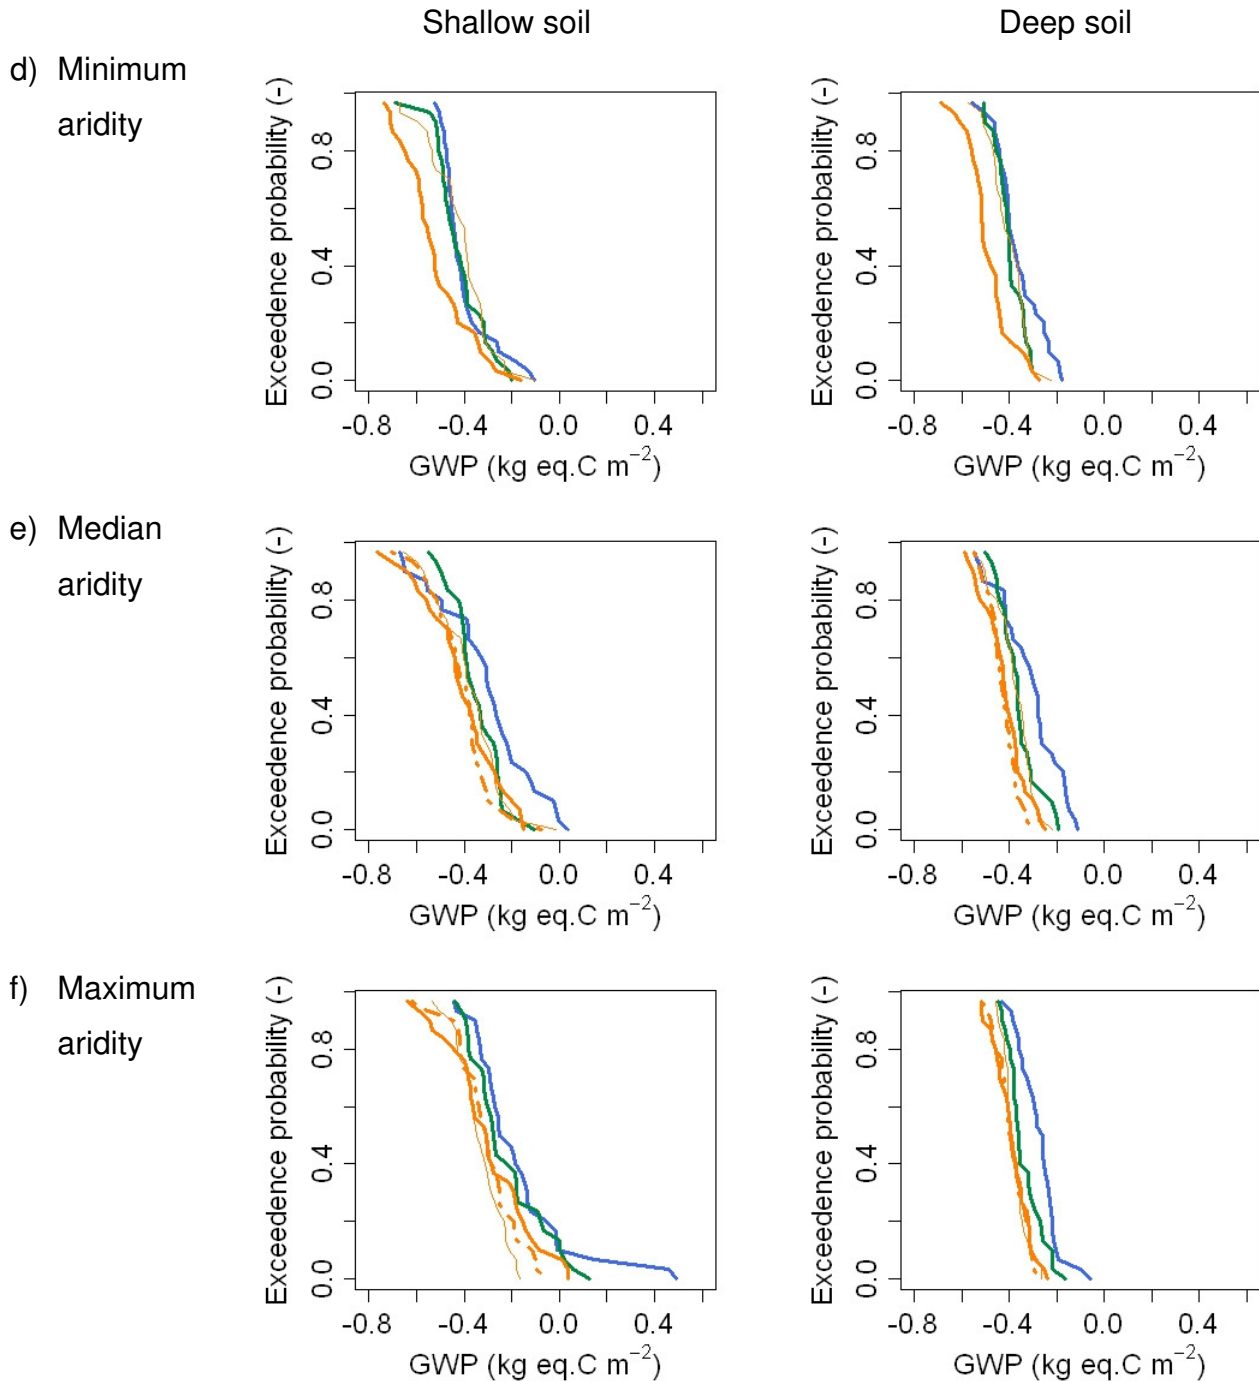 Shallow soil
Deep soil
d) Minimum
aridity
Exceedence probability (-)
0.8
0.4
0.0
-0.8 -0.4 0.0 0.4
GWP (kg eq.C m−2)
Exceedence probability (-)
0.8
0.4
0.0
-0.8 -0.4 0.0 0.4
GWP (kg eq.C m−2)
e) Median
aridity
Exceedence probability (-)
0.8
0.4
0.0
-0.8 -0.4 0.0 0.4
GWP (kg eq.C m−2)
Exceedence probability (-)
0.8
0.4
0.0
-0.8 -0.4 0.0 0.4
GWP (kg eq.C m−2)
f) Maximum
aridity
Exceedence probability (-)
0.8
0.4
0.0
-0.8 -0.4 0.0 0.4
GWP (kg eq.C m−2)
Exceedence probability (-)
0.8
0.4
0.0
-0.8 -0.4 0.0 0.4
GWP (kg eq.C m−2)